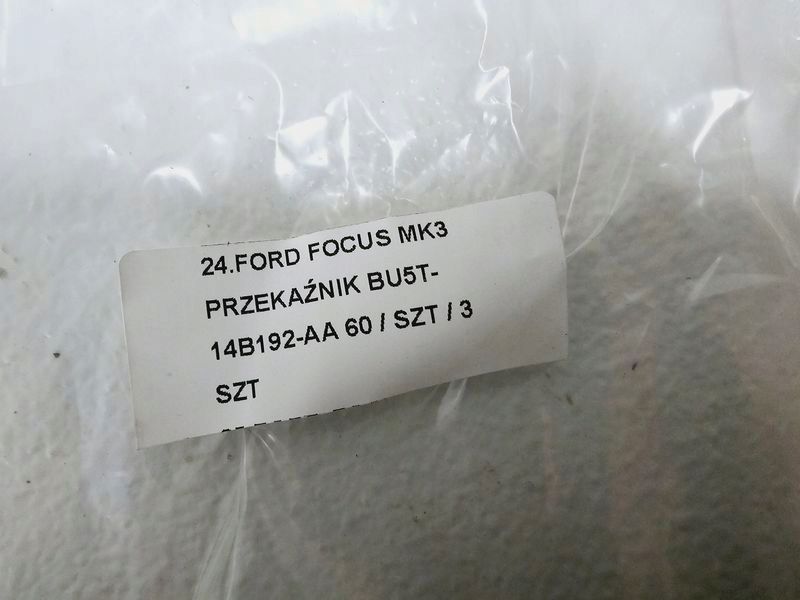 24.FORD FOCUS MK3
PRZEKAŹNIK BU5T-
14B192-AA 60 / SZT / 3
SZT